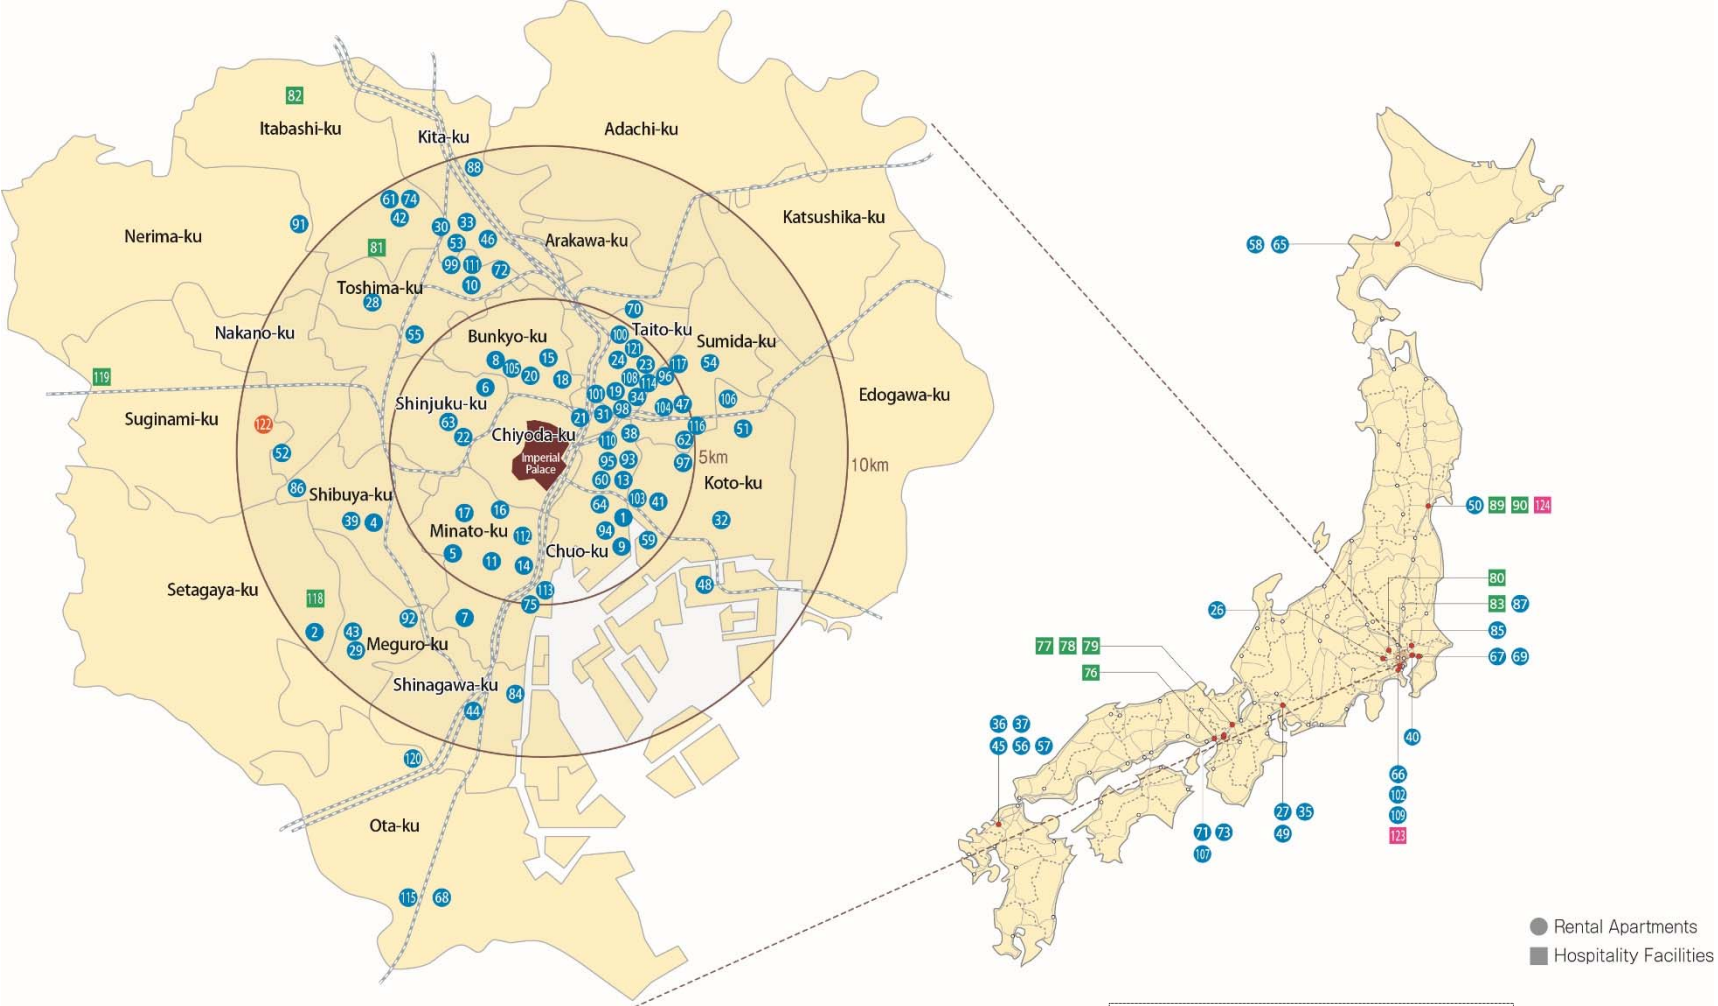 82
Itabashi-ku
Kita-ku
Adachi-ku
88
61 74
42
91
30 33
53 46
Nerima-ku
81
Arakawa-ku
Katsushika-ku
99 111 72
10
58 65
Toshima-ku
28
70
Nakano-ku
55
Bunkyo-ku
100 Taito-ku
121
Sumida-ku
8 105 15
20 18
24 23 117 54
108 114 96
119
6
101 19 34
106
Edogawa-ku
Shinjuku-ku
21 31 98 104 47
Suginami-ku
122
63
22
Chiyoda-ku
110 38
116
62
51
52
Imperial
Palace
95 93
97
5km
10km
86
Shibuya-ku
60 13
Koto-ku
39 4
17 16
64 103 41
1
32
50 89 90 124
Minato-ku
112
94
9
59
5 11 14
Chuo-ku
80
Setagaya-ku
118
113
75
48
83 87
26
2
43
29
92
7
85
Meguro-ku
77 78 79
67 69
76
Shinagawa-ku
84
44
36 37
45 56 57
40
120
66
102
109
123
27 35
49
71 73
107
Ota-ku
115 68
Rental Apartments
Hospitality Facilities